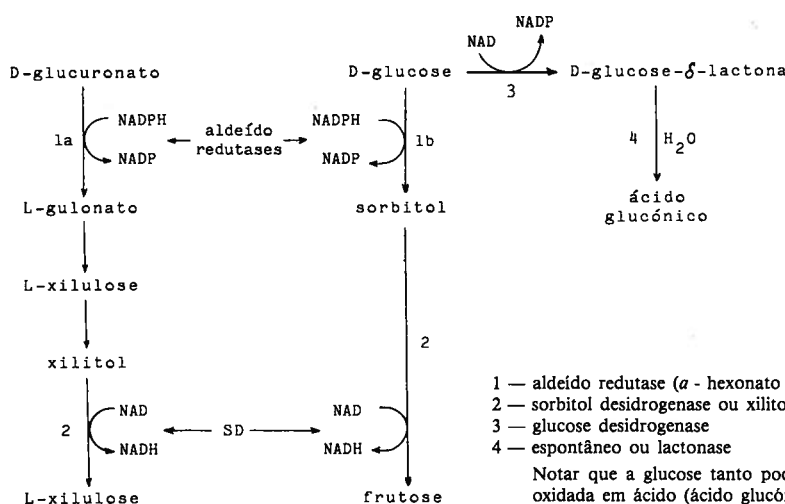 NAD NADP
D-glucuronato D-glucose D-glucose-δ-lactona
3
NADPH aldeído NADPH
1a redutases 1b
NADP NADP
4 H2O
L-gulonato sorbitol ácido
glucónico
L-xilulose
xilitol 2
1 — aldeído redutase (a - hexonato
2 — sorbitol desidrogenase ou xilito
3 — glucose desidrogenase
4 — espontâneo ou lactonase
Notar que a glucose tanto pod
oxidada em ácido (ácido glucó
NAD NAD
2 SD
NADH NADH
L-xilulose frutose